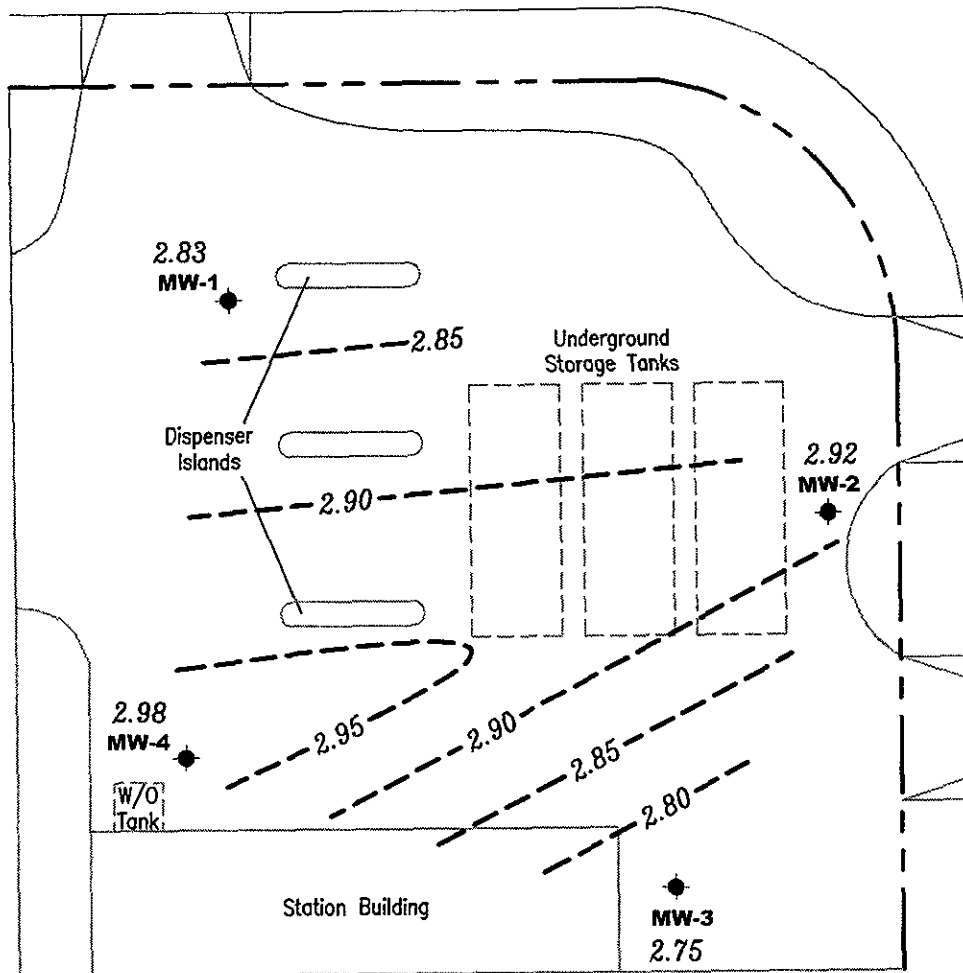 2.83
MW-1
2.85
Underground
Storage Tanks
Dispenser
Islands
2.92
MW-2
2.90
2.98
MW-4
2.95
2.90
2.85
2.80
W/O
Tank
Station Building
MW-3
2.75